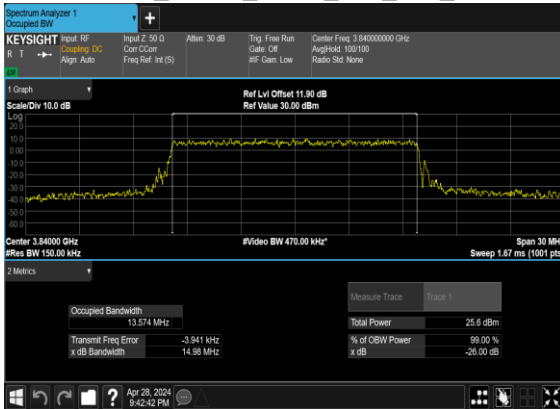 Spectrum Analyzer 1
Occupied BW
+
KEYSIGHT Input: RF Input Z: 50 Ω Atten: 30 dB Trig: Free Run Center Freq: 3.840000000 GHz
R T Coupling: DC Corr CCorr Gate: Off Avg|Hold: 100/100
Align: Auto Freq Ref: Int (S) #IF Gain: Low Radio Std: None
1 Graph
Ref Lvl Offset 11.90 dB
Scale/Div 10.0 dB Ref Value 30.00 dBm
Log
20.0
10.0
0.00
-10.0
-20.0
-30.0
-40.0
-50.0
-60.0
Center 3.84000 GHz #Video BW 470.00 kHz* Span 30 MH
#Res BW 150.00 kHz Sweep 1.67 ms (1001 pts
2 Metrics
Measure Trace Trace 1
Occupied Bandwidth
13.574 MHz Total Power 25.6 dBm
Transmit Freq Error -3.941 kHz % of OBW Power 99.00 %
x dB Bandwidth 14.98 MHz x dB -26.00 dB
? Apr 28, 2024
9:42:42 PM